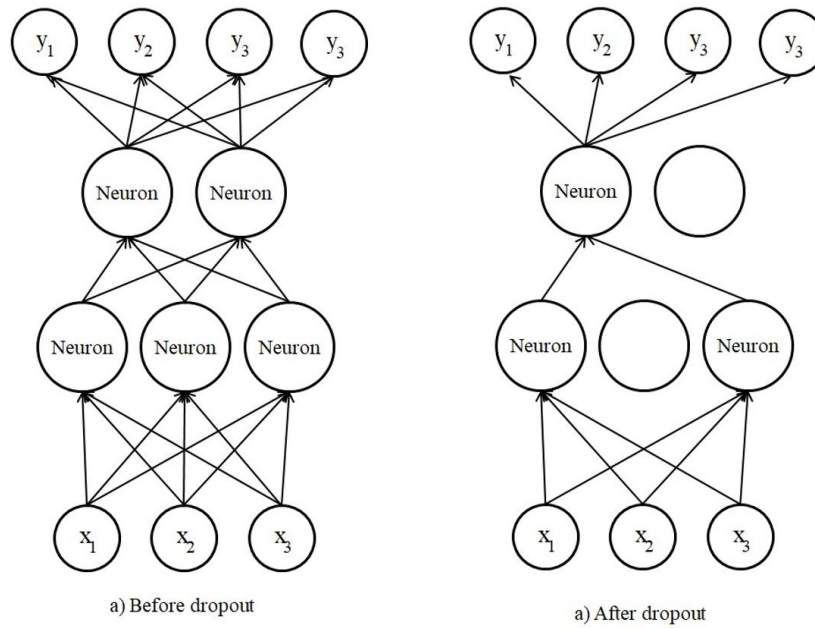 y1 y2 y3 y3
Neuron Neuron
Neuron Neuron Neuron
x1 x2 x3
a) Before dropout
y1 y2 y3 y3
Neuron
Neuron Neuron
x1 x2 x3
a) After dropout